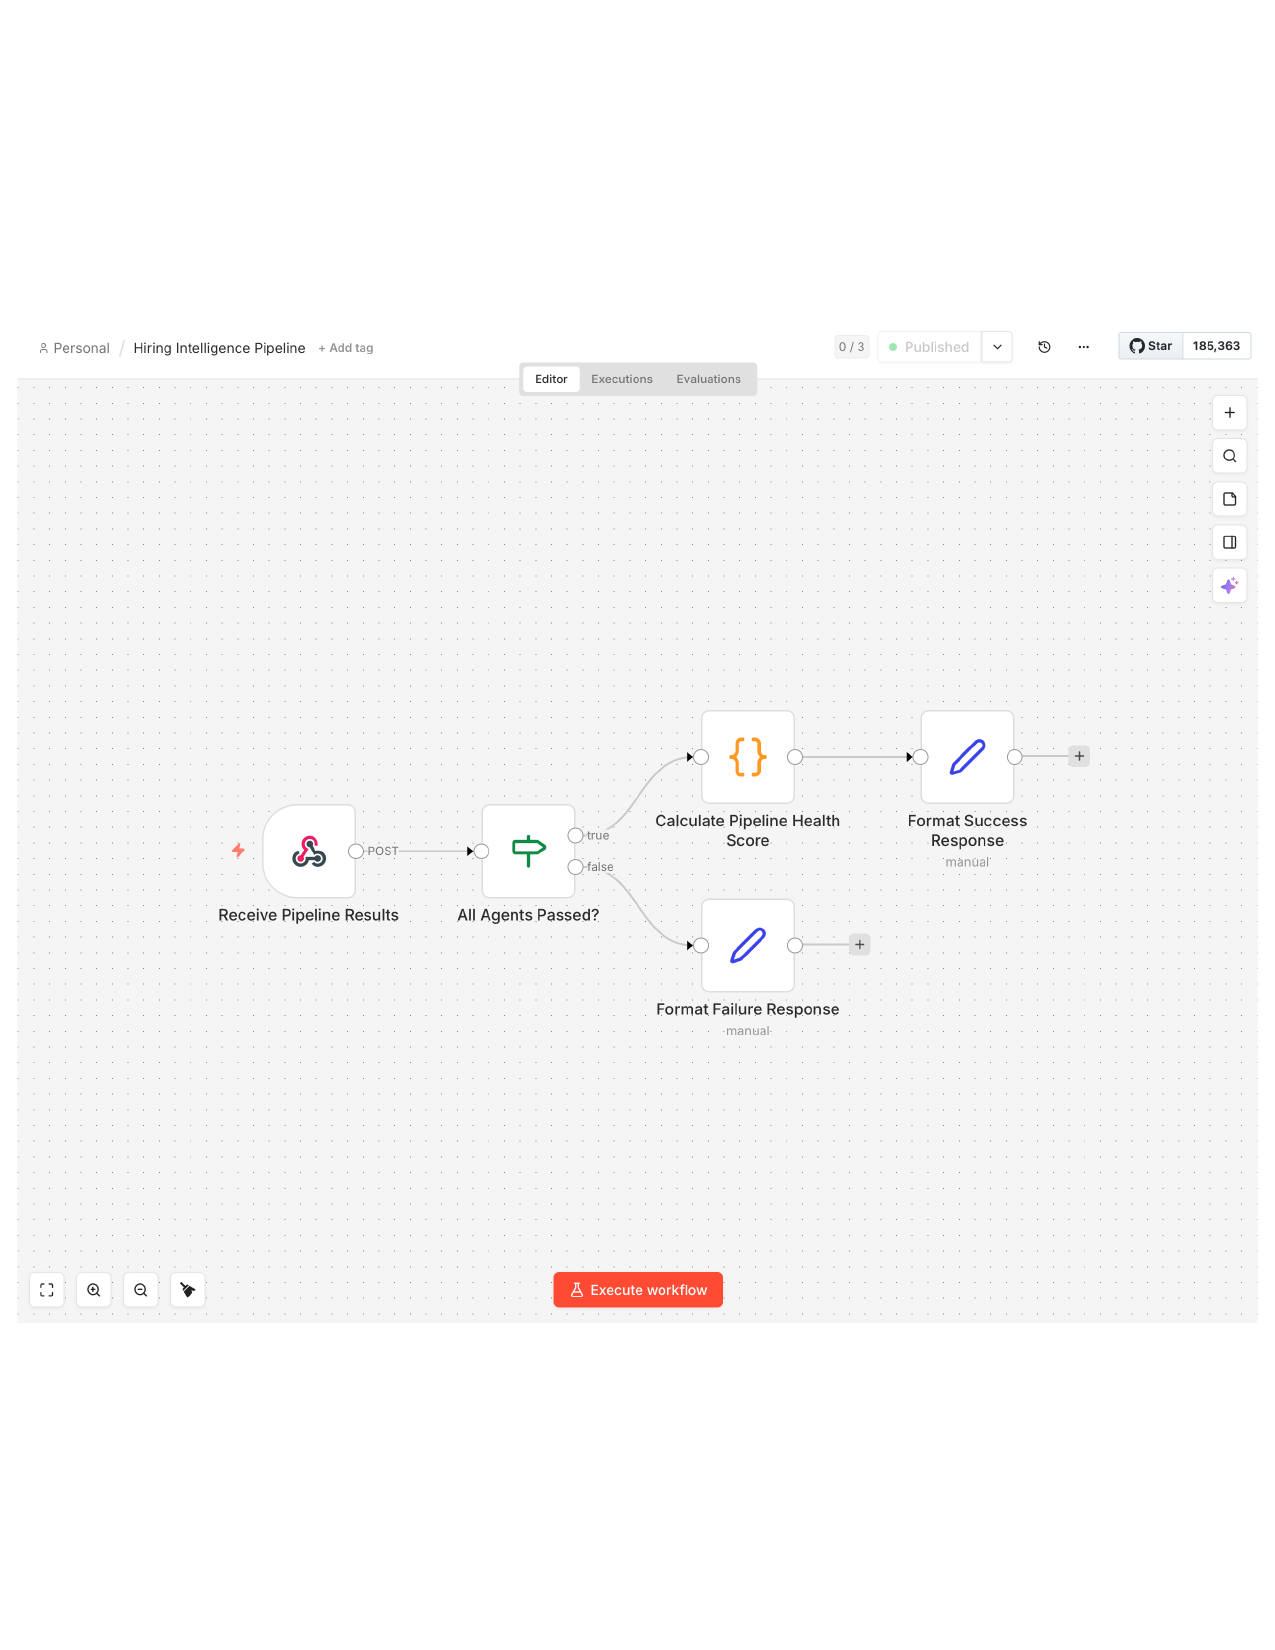 Personal / Hiring Intelligence Pipeline + Add tag
0 / 3 Published Star 185,363
Editor Executions Evaluations
true
false
POST
Calculate Pipeline Health
Score
Format Success
Response
manual
Receive Pipeline Results
All Agents Passed?
Format Failure Response
manual
Execute workflow